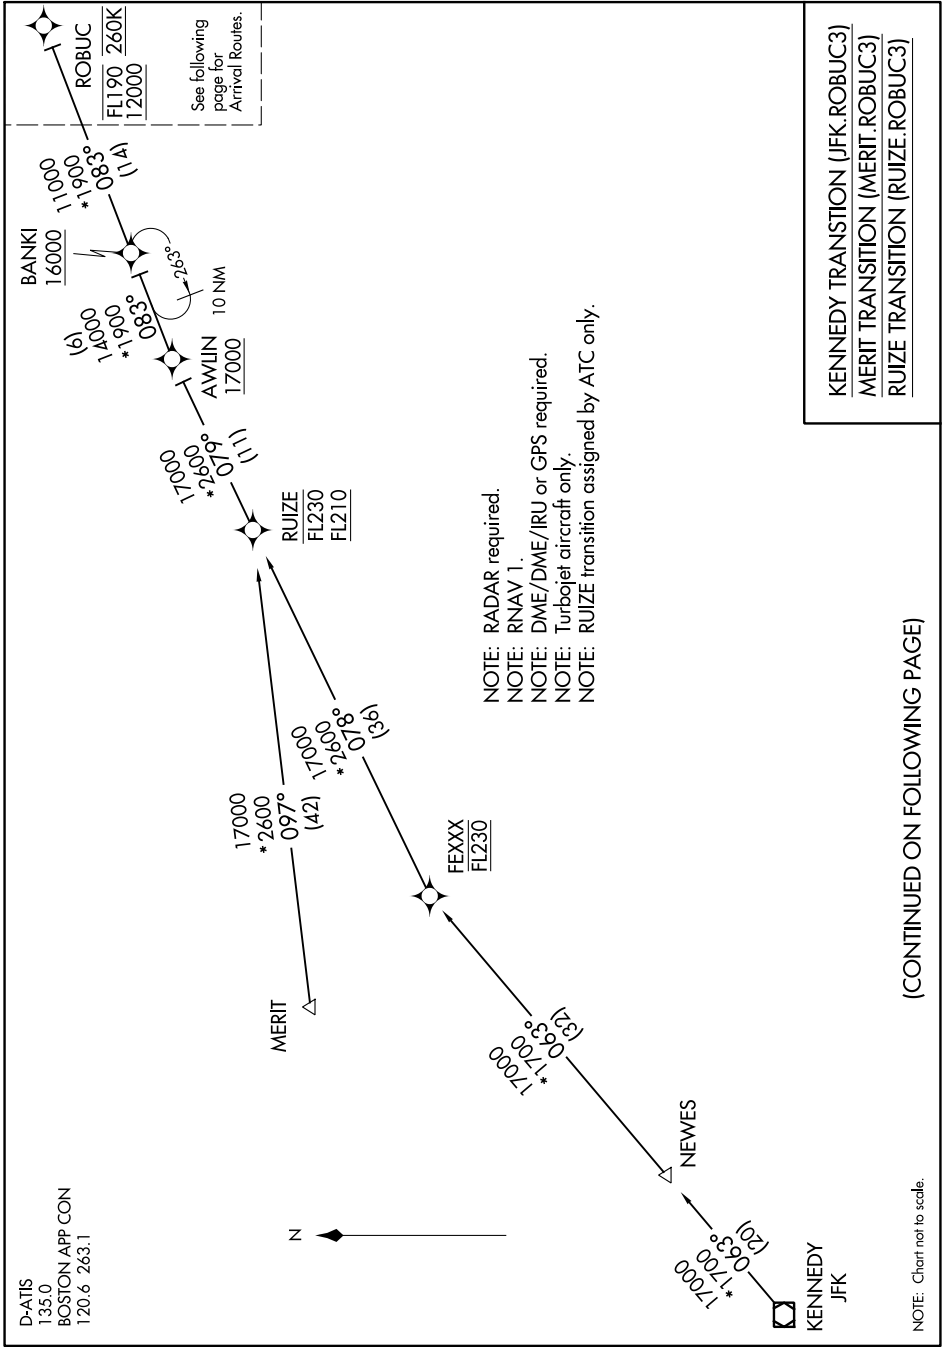 D-ATIS
135.0
BOSTON APP CON
120.6 263.1
N
KENNEDY
JFK
17000
*1700
063°
(20)
NEWES
17000
*1700
063°
(32)
FEXXX
FL230
MERIT
17000
*2600
097°
(42)
17000
*2600
078°
(36)
RUIZE
FL230
FL210
17000
*2600
079°
(11)
AWLIN
17000
(6)
14000
*1900
083°
BANKI
16000
263°
10 NM
11000
*1900
083°
(14)
ROBUC
FL190 260K
12000
See following
page for
Arrival Routes.
NOTE: RADAR required.
NOTE: RNAV 1.
NOTE: DME/DME/IRU or GPS required.
NOTE: Turbojet aircraft only.
NOTE: RUIZE transition assigned by ATC only.
KENNEDY TRANSTION (JFK.ROBUC3)
MERIT TRANSITION (MERIT.ROBUC3)
RUIZE TRANSITION (RUIZE.ROBUC3)
(CONTINUED ON FOLLOWING PAGE)
NOTE: Chart not to scale.